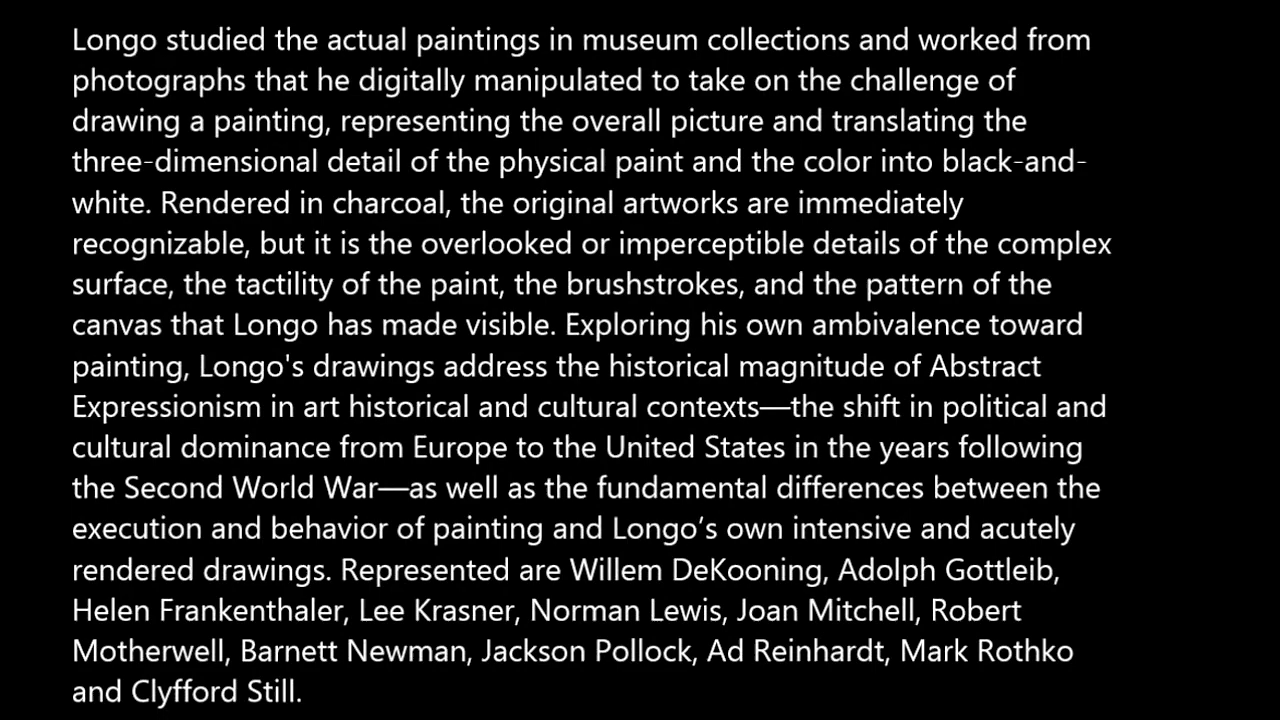 Longo studied the actual paintings in museum collections and worked from
photographs that he digitally manipulated to take on the challenge of
drawing a painting, representing the overall picture and translating the
three-dimensional detail of the physical paint and the color into black-and-
white. Rendered in charcoal, the original artworks are immediately
recognizable, but it is the overlooked or imperceptible details of the complex
surface, the tactility of the paint, the brushstrokes, and the pattern of the
canvas that Longo has made visible. Exploring his own ambivalence toward
painting, Longo's drawings address the historical magnitude of Abstract
Expressionism in art historical and cultural contexts—the shift in political and
cultural dominance from Europe to the United States in the years following
the Second World War—as well as the fundamental differences between the
execution and behavior of painting and Longo’s own intensive and acutely
rendered drawings. Represented are Willem DeKooning, Adolph Gottleib,
Helen Frankenthaler, Lee Krasner, Norman Lewis, Joan Mitchell, Robert
Motherwell, Barnett Newman, Jackson Pollock, Ad Reinhardt, Mark Rothko
and Clyfford Still.